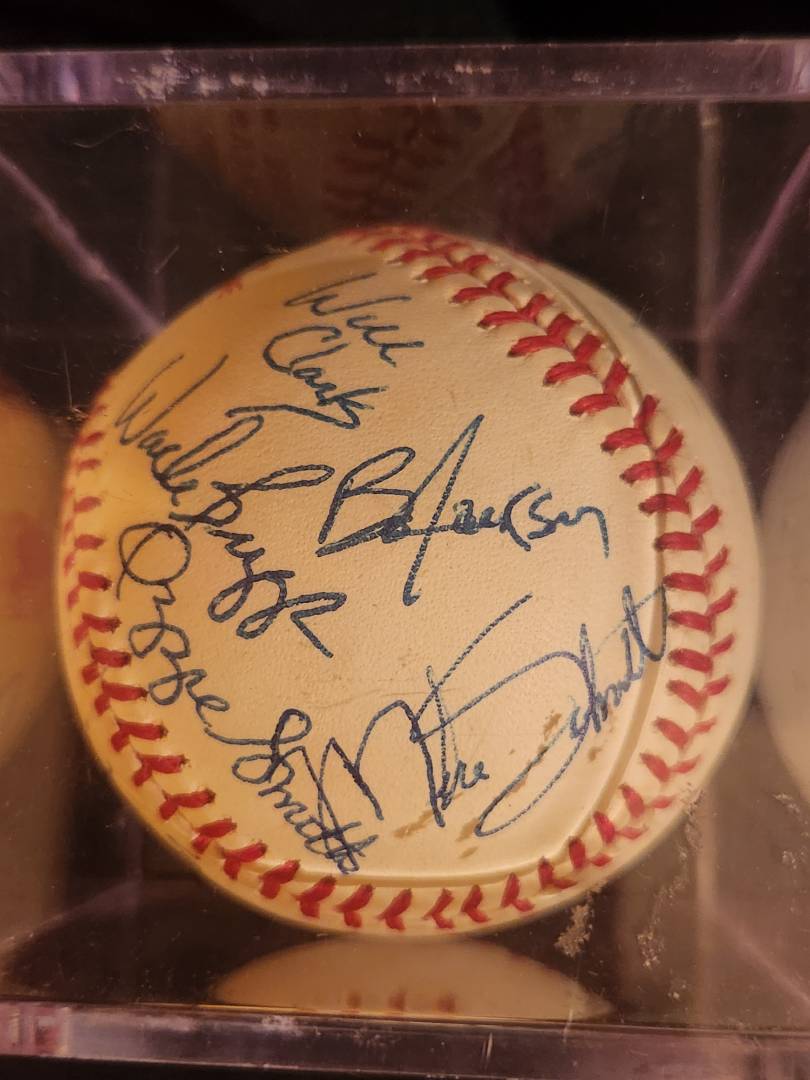 Will
Clark
Wade Boggs
Bo Jackson
Ozzie Smith
Mike Schmidt